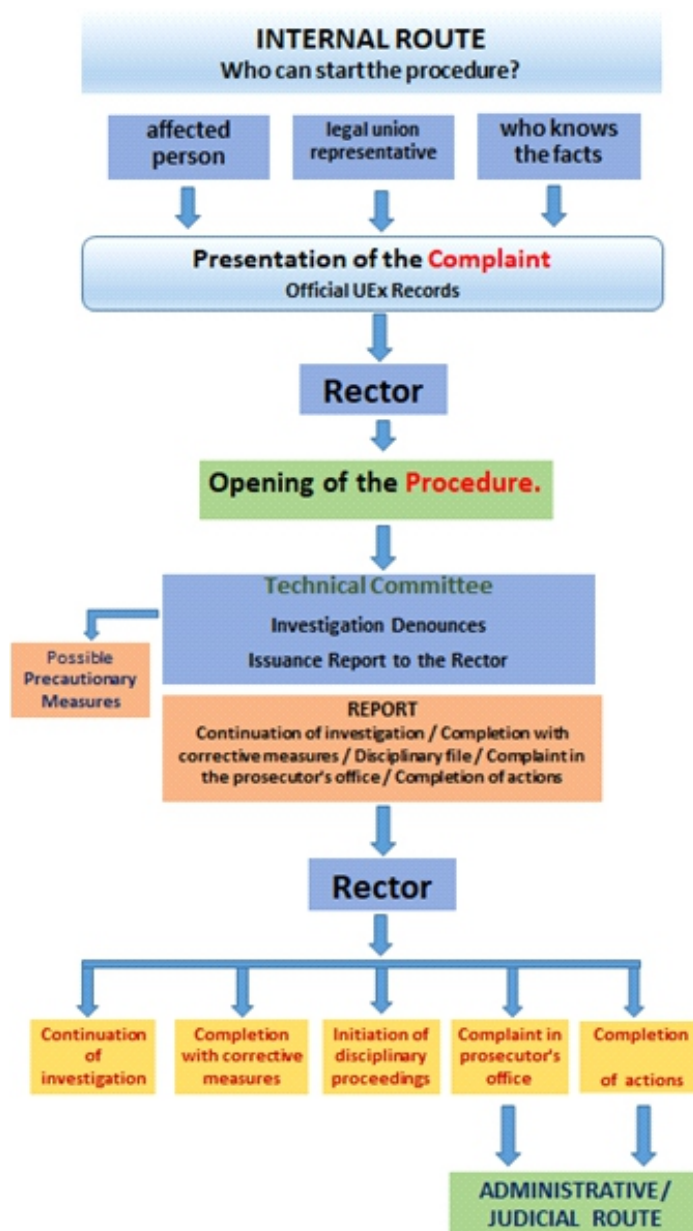 INTERNAL ROUTE
Who can start the procedure?
affected
person
legal union
representative
who knows
the facts
Presentation of the Complaint
Official UEx Records
Rector
Opening of the Procedure.
Technical Committee
Investigation Denounces
Issuance Report to the Rector
Possible
Precautionary
Measures
REPORT
Continuation of investigation / Completion with
corrective measures / Disciplinary file / Complaint in
the prosecutor's office / Completion of actions
Rector
Continuation
of
investigation
Completion
with corrective
measures
Initiation of
disciplinary
proceedings
Complaint in
prosecutor's
office
Completion
of actions
ADMINISTRATIVE /
JUDICIAL ROUTE